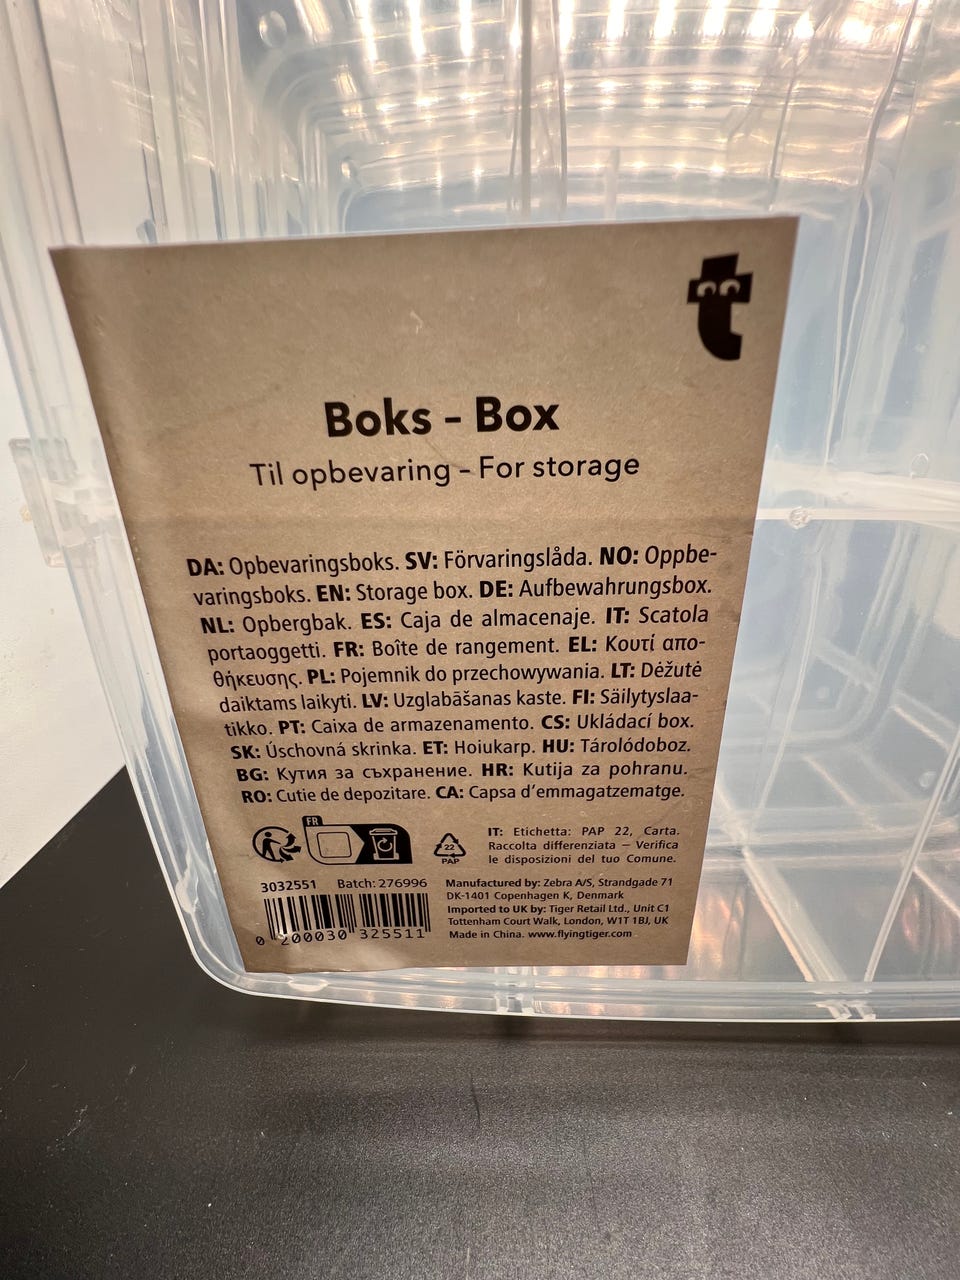 Boks - Box
Til opbevaring - For storage
DA: Opbevaringsboks. SV: Förvaringslåda. NO: Oppbe-
varingsboks. EN: Storage box. DE: Aufbewahrungsbox.
NL: Opbergbak. ES: Caja de almacenaje. IT: Scatola
portaoggetti. FR: Boîte de rangement. EL: Κουτί απο-
θήκευσης. PL: Pojemnik do przechowywania. LT: Dėžutė
daiktams laikyti. LV: Uzglabāšanas kaste. FI: Säilytyslaa-
tikko. PT: Caixa de armazenamento. CS: Ukládací box.
SK: Úschovná skrinka. ET: Hoiukarp. HU: Tárolódoboz.
BG: Кутия за съхранение. HR: Kutija za pohranu.
RO: Cutie de depozitare. CA: Capsa d'emmagatzematge.
FR
22
PAP
IT: Etichetta: PAP 22, Carta.
Raccolta differenziata – Verifica
le disposizioni del tuo Comune.
3032551 Batch: 276996
0 200030 325511
Manufactured by: Zebra A/S, Strandgade 71
DK-1401 Copenhagen K, Denmark
Imported to UK by: Tiger Retail Ltd., Unit C1
Tottenham Court Walk, London, W1T 1BJ, UK
Made in China. www.flyingtiger.com